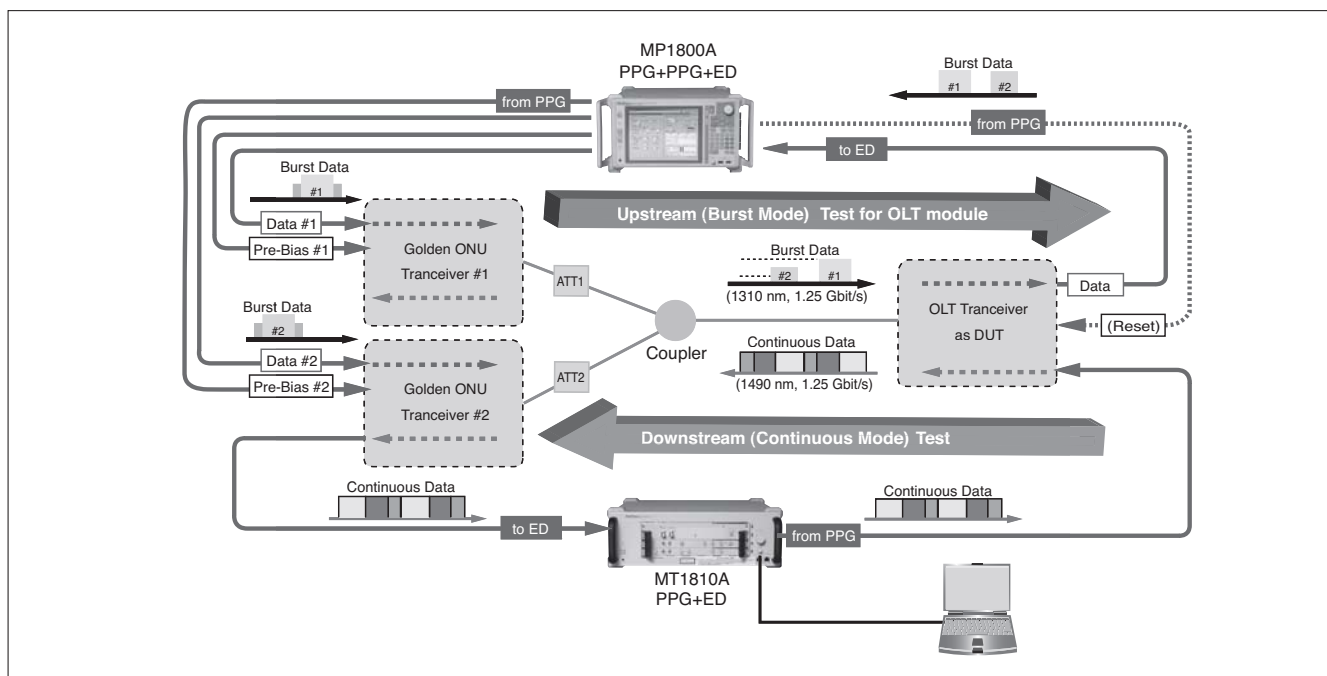 MP1800A
PPG+PPG+ED
Burst Data
#1
#2
from PPG
from PPG
to ED
Burst Data
#1
Upstream (Burst Mode) Test for OLT module
Data #1
Pre-Bias #1
Golden ONU
Tranceiver #1
ATT1
Burst Data
#2
#1
(1310 nm, 1.25 Gbit/s)
Data
OLT Tranceiver
as DUT
(Reset)
Burst Data
#2
Coupler
Continuous Data
(1490 nm, 1.25 Gbit/s)
Data #2
Pre-Bias #2
Golden ONU
Tranceiver #2
ATT2
Downstream (Continuous Mode) Test
Continuous Data
Continuous Data
to ED
from PPG
MT1810A
PPG+ED